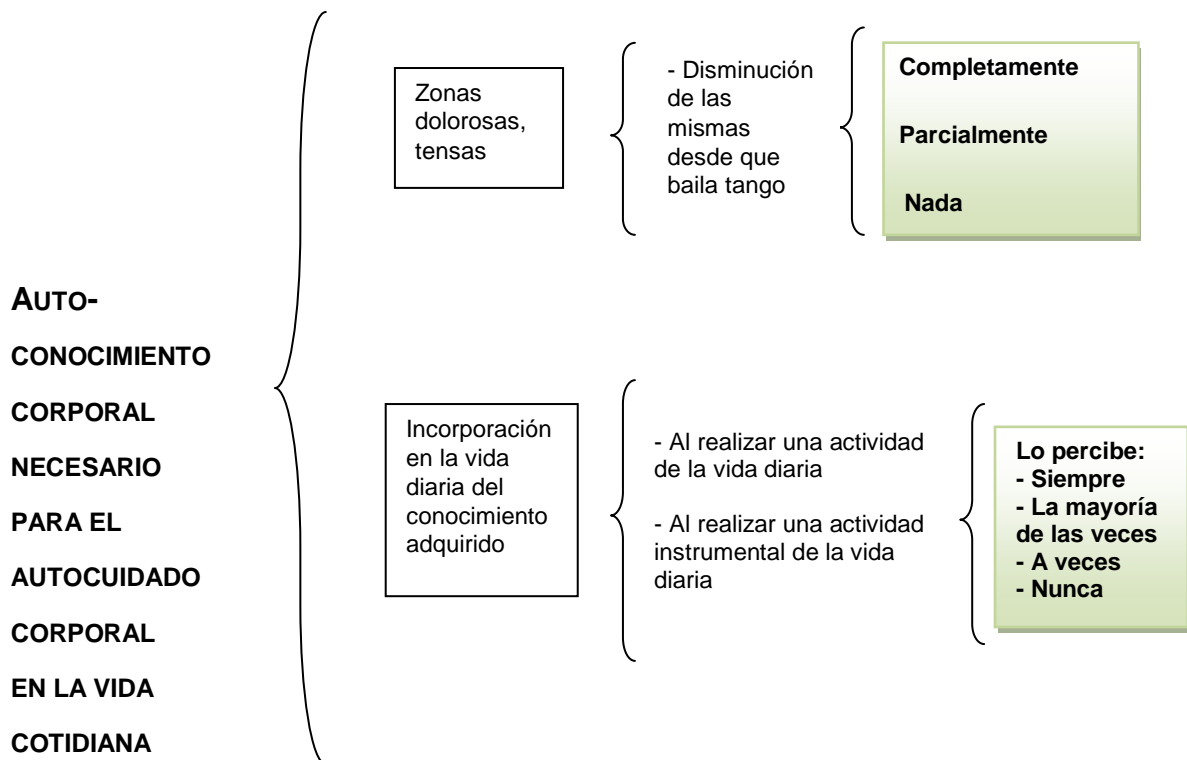 AUTO-
CONOCIMIENTO
CORPORAL
NECESARIO
PARA EL
AUTOCUIDADO
CORPORAL
EN LA VIDA
COTIDIANA
Zonas
dolorosas,
tensas
- Disminución
de las
mismas
desde que
baila tango
Completamente
Parcialmente
Nada
Incorporación
en la vida
diaria del
conocimiento
adquirido
- Al realizar una actividad
de la vida diaria
- Al realizar una actividad
instrumental de la vida
diaria
Lo percibe:
- Siempre
- La mayoría
de las veces
- A veces
- Nunca